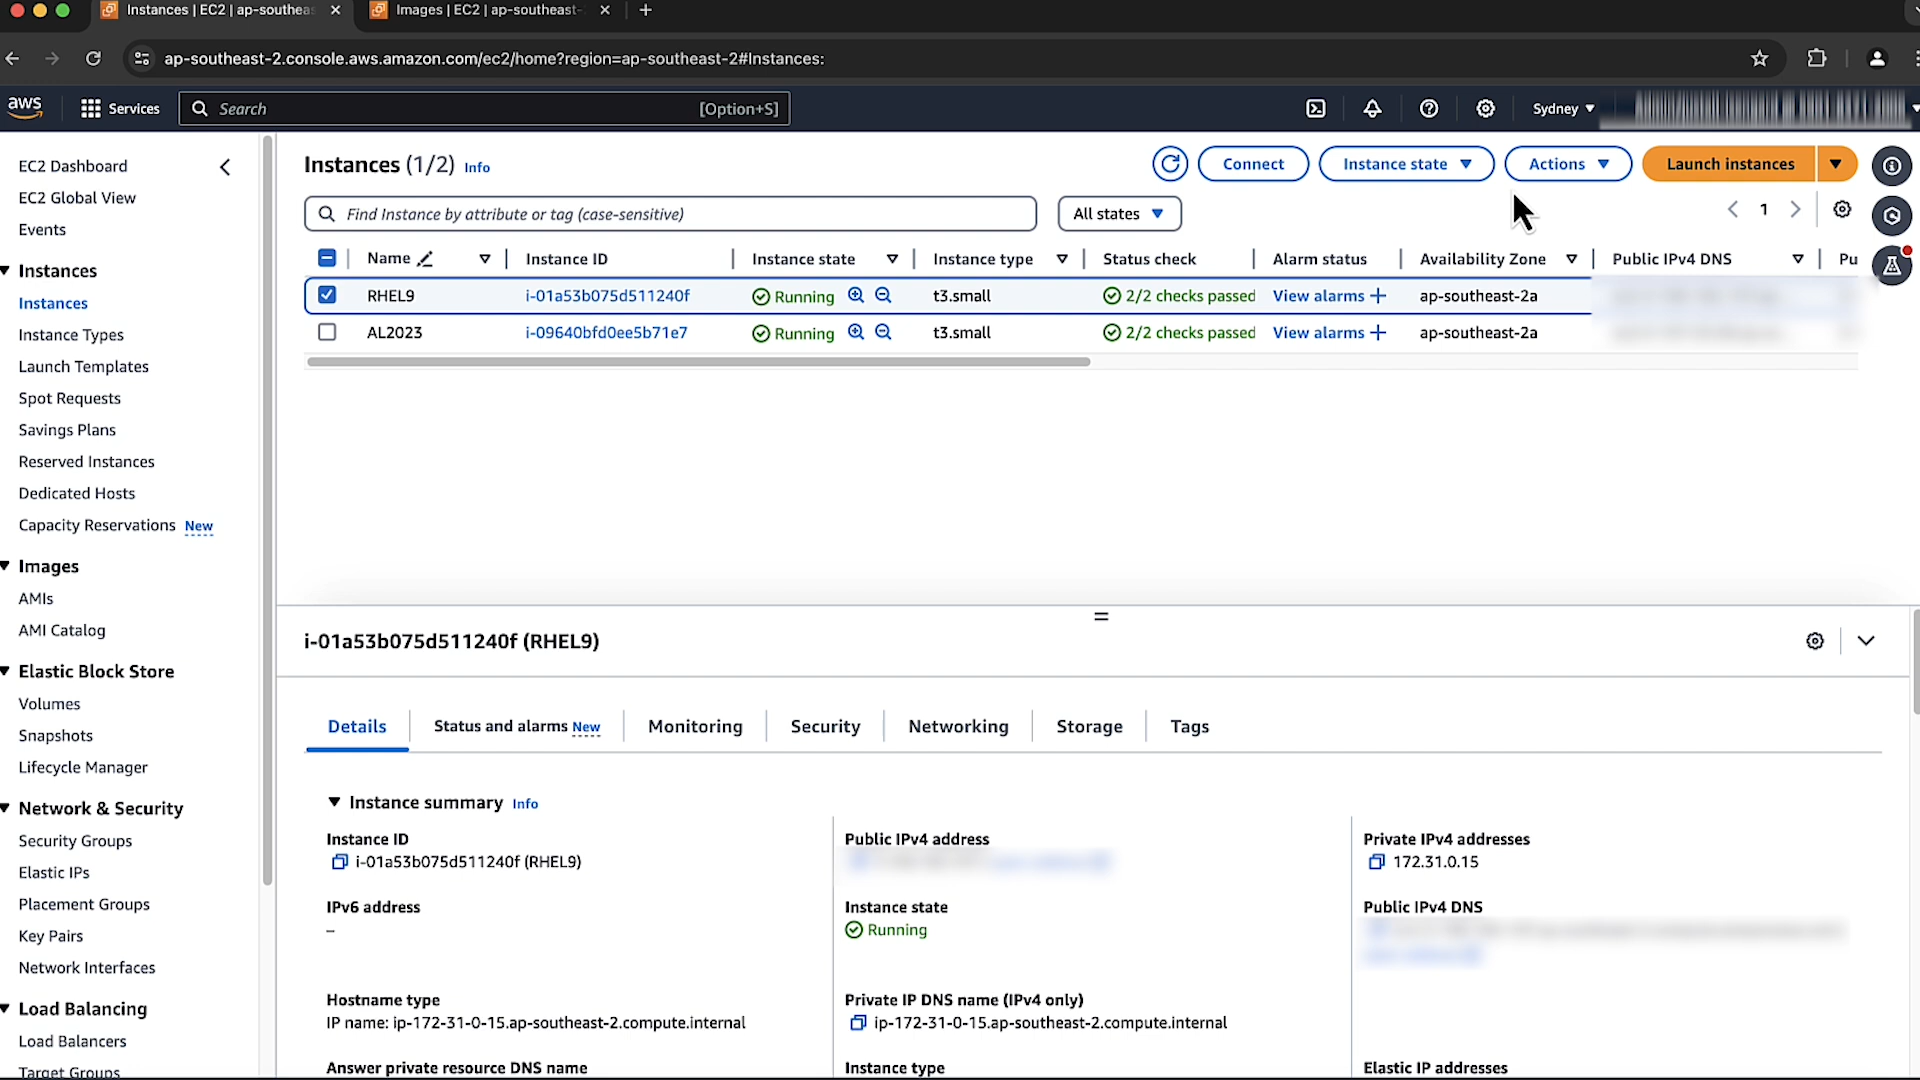 Instances | EC2 | ap-southeas
Images | EC2 | ap-southeast-
ap-southeast-2.console.aws.amazon.com/ec2/home?region=ap-southeast-2#Instances:
aws
Services
Search
[Option+S]
Sydney
EC2 Dashboard
EC2 Global View
Events
Instances
Instances
Instance Types
Launch Templates
Spot Requests
Savings Plans
Reserved Instances
Dedicated Hosts
Capacity Reservations New
Images
AMIs
AMI Catalog
Elastic Block Store
Volumes
Snapshots
Lifecycle Manager
Network & Security
Security Groups
Elastic IPs
Placement Groups
Key Pairs
Network Interfaces
Load Balancing
Load Balancers
Target Groups
Instances (1/2) Info
Connect
Instance state
Actions
Launch instances
Find Instance by attribute or tag (case-sensitive)
All states
1
Name Instance ID Instance state Instance type Status check Alarm status Availability Zone Public IPv4 DNS Pu
RHEL9 i-01a53b075d511240f Running t3.small 2/2 checks passed View alarms + ap-southeast-2a
AL2023 i-09640bfd0ee5b71e7 Running t3.small 2/2 checks passed View alarms + ap-southeast-2a
i-01a53b075d511240f (RHEL9)
Details
Status and alarms New
Monitoring
Security
Networking
Storage
Tags
Instance summary Info
Instance ID
i-01a53b075d511240f (RHEL9)
Public IPv4 address
Private IPv4 addresses
172.31.0.15
IPv6 address
–
Instance state
Running
Public IPv4 DNS
Hostname type
IP name: ip-172-31-0-15.ap-southeast-2.compute.internal
Private IP DNS name (IPv4 only)
ip-172-31-0-15.ap-southeast-2.compute.internal
Answer private resource DNS name
Instance type
Elastic IP addresses